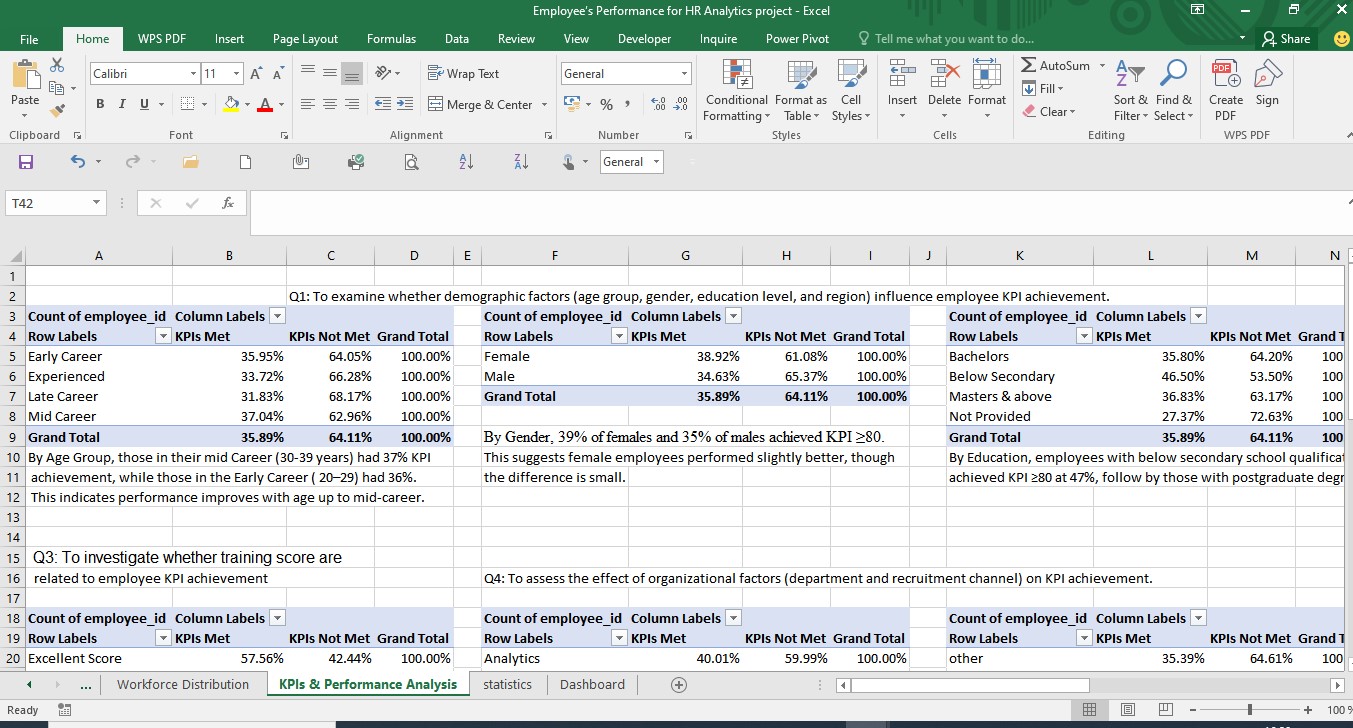 Employee's Performance for HR Analytics project - Excel
File Home WPS PDF Insert Page Layout Formulas Data Review View Developer Inquire Power Pivot Tell me what you want to do... Share
Paste
Calibri 11
B I U
Wrap Text
Merge & Center
General
% ,
Conditional Formatting
Format as Table
Cell Styles
Insert Delete Format
AutoSum
Fill
Clear
Sort & Filter
Find & Select
Create PDF
Sign
Clipboard Font Alignment Number Styles Cells Editing WPS PDF
General
T42
fx
A B C D E F G H I J K L M N
1
2 Q1: To examine whether demographic factors (age group, gender, education level, and region) influence employee KPI achievement.
3 Count of employee_id Column Labels Count of employee_id Column Labels Count of employee_id Column Labels
4 Row Labels KPIs Met KPIs Not Met Grand Total Row Labels KPIs Met KPIs Not Met Grand Total Row Labels KPIs Met KPIs Not Met Grand T
5 Early Career 35.95% 64.05% 100.00% Female 38.92% 61.08% 100.00% Bachelors 35.80% 64.20% 100
6 Experienced 33.72% 66.28% 100.00% Male 34.63% 65.37% 100.00% Below Secondary 46.50% 53.50% 100
7 Late Career 31.83% 68.17% 100.00% Grand Total 35.89% 64.11% 100.00% Masters & above 36.83% 63.17% 100
8 Mid Career 37.04% 62.96% 100.00% Not Provided 27.37% 72.63% 100
9 Grand Total 35.89% 64.11% 100.00% By Gender, 39% of females and 35% of males achieved KPI ≥80. Grand Total 35.89% 64.11% 100
10 By Age Group, those in their mid Career (30-39 years) had 37% KPI This suggests female employees performed slightly better, though By Education, employees with below secondary school qualificat
11 achievement, while those in the Early Career ( 20–29) had 36%. the difference is small. achieved KPI ≥80 at 47%, follow by those with postgraduate degr
12 This indicates performance improves with age up to mid-career.
13
14
15 Q3: To investigate whether training score are
16 related to employee KPI achievement Q4: To assess the effect of organizational factors (department and recruitment channel) on KPI achievement.
17
18 Count of employee_id Column Labels Count of employee_id Column Labels Count of employee_id Column Labels
19 Row Labels KPIs Met KPIs Not Met Grand Total Row Labels KPIs Met KPIs Not Met Grand Total Row Labels KPIs Met KPIs Not Met Grand T
20 Excellent Score 57.56% 42.44% 100.00% Analytics 40.01% 59.99% 100.00% other 35.39% 64.61% 100
... Workforce Distribution KPIs & Performance Analysis statistics Dashboard
Ready 100%